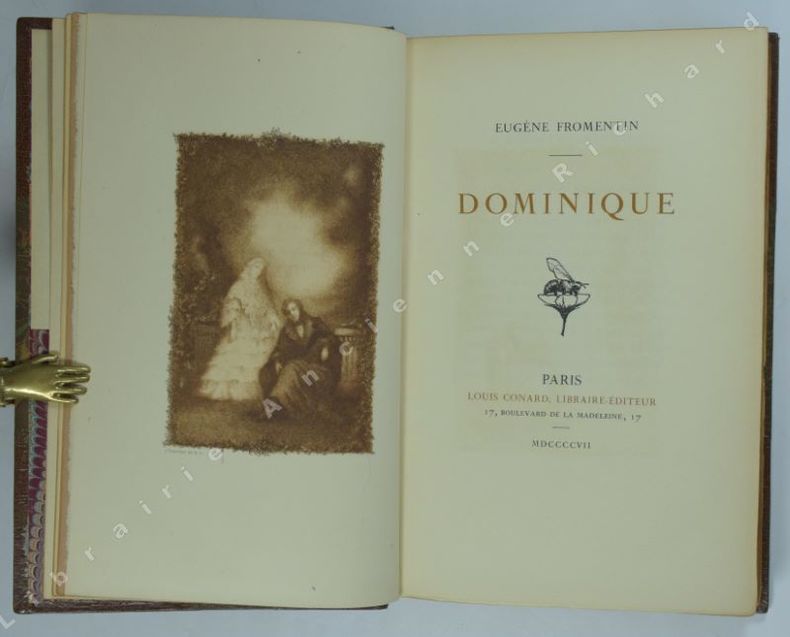 EUGÈNE FROMENTIN
DOMINIQUE
PARIS
LOUIS CONARD, LIBRAIRE-ÉDITEUR
17, BOULEVARD DE LA MADELEINE, 17
MDCCCCVII
Librairie Ancienne Richard